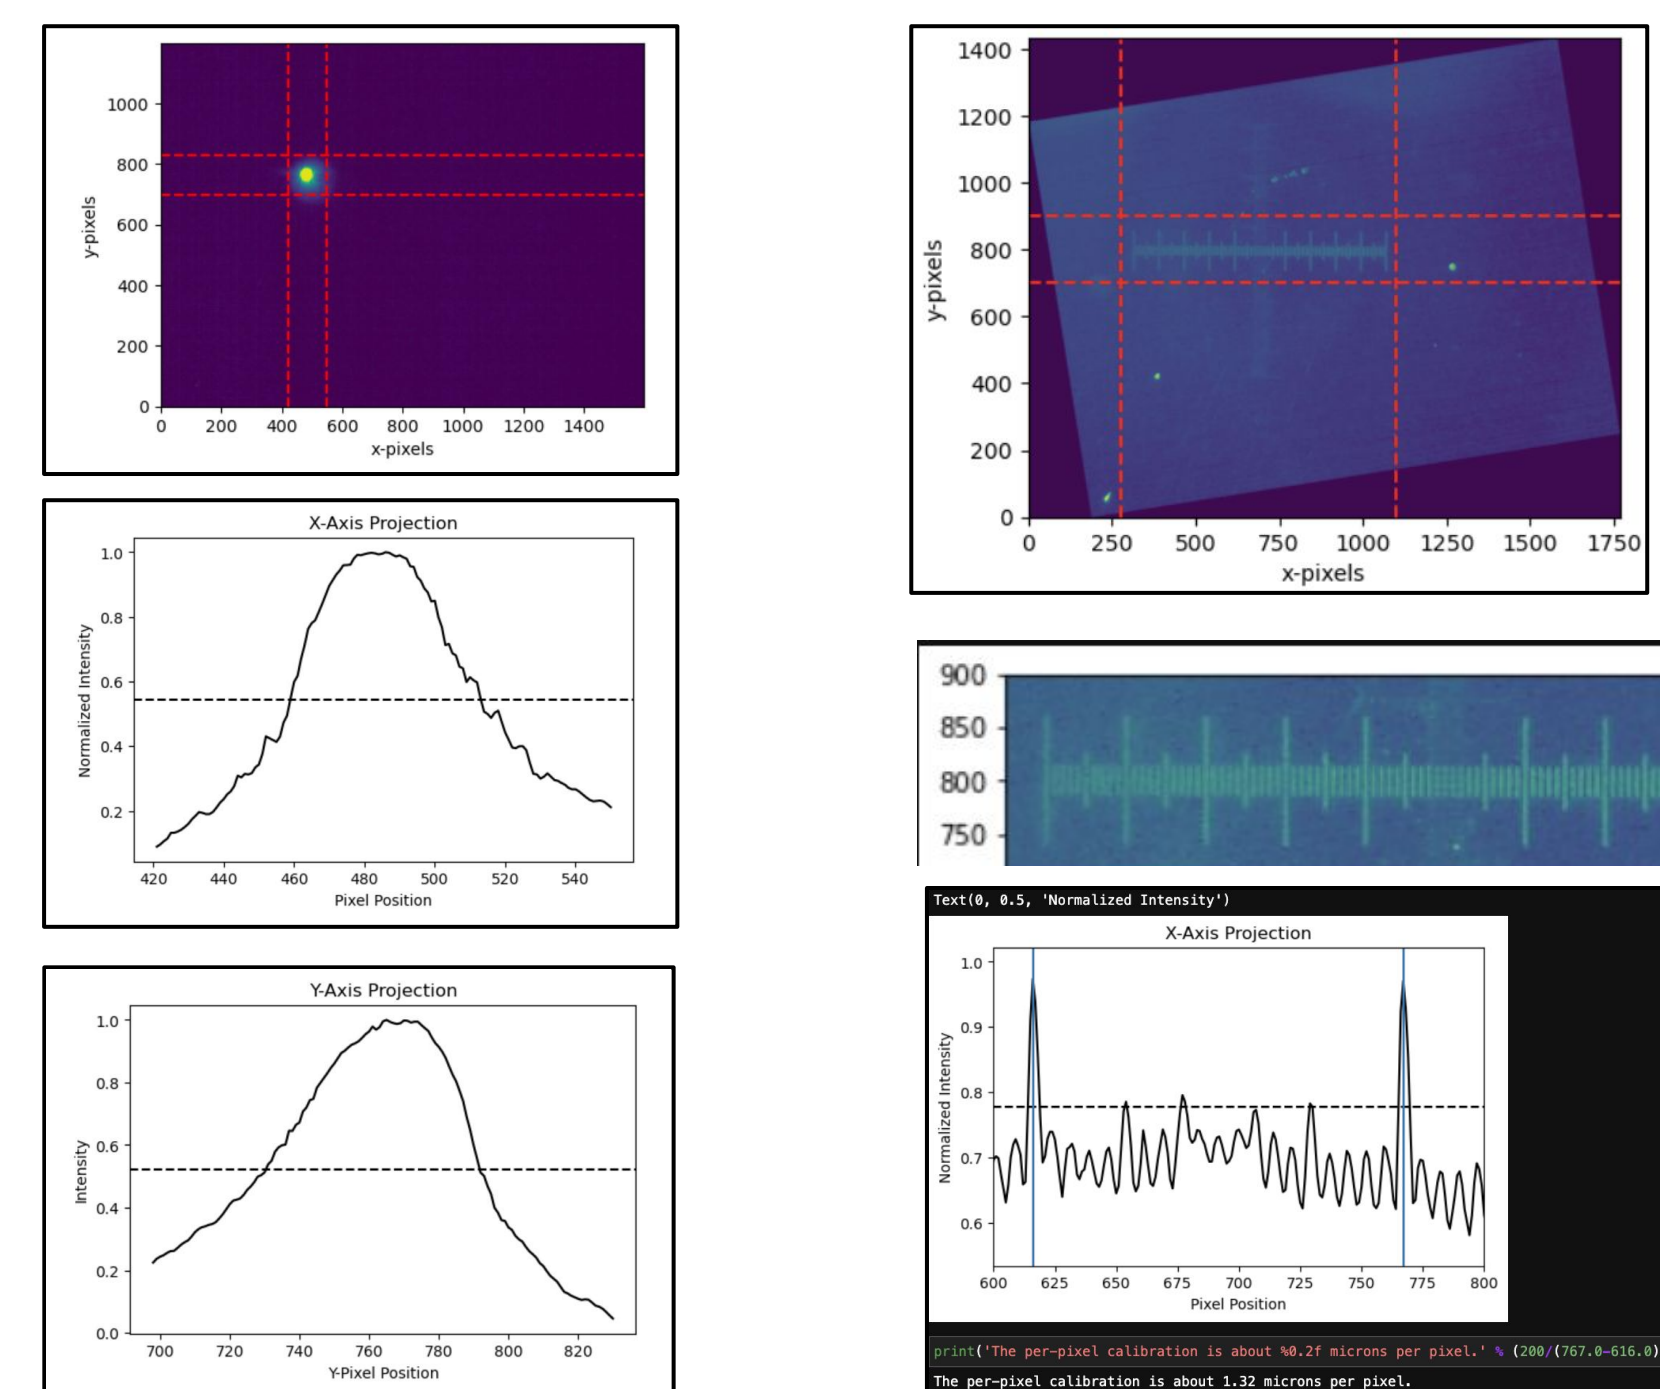 1000
800
600
400
200
0
y-pixels
0 200 400 600 800 1000 1200 1400
x-pixels
X-Axis Projection
1.0
0.8
0.6
0.4
0.2
Normalized Intensity
420 440 460 480 500 520 540
Pixel Position
Y-Axis Projection
1.0
0.8
0.6
0.4
0.2
0.0
Intensity
700 720 740 760 780 800 820
Y-Pixel Position
1400
1200
1000
800
600
400
200
0
y-pixels
0 250 500 750 1000 1250 1500 1750
x-pixels
900
850
800
750
Text(0, 0.5, 'Normalized Intensity')
X-Axis Projection
1.0
0.9
0.8
0.7
0.6
Normalized Intensity
600 625 650 675 700 725 750 775 800
Pixel Position
print('The per-pixel calibration is about %0.2f microns per pixel.' % (200/(767.0-616.0)
The per-pixel calibration is about 1.32 microns per pixel.